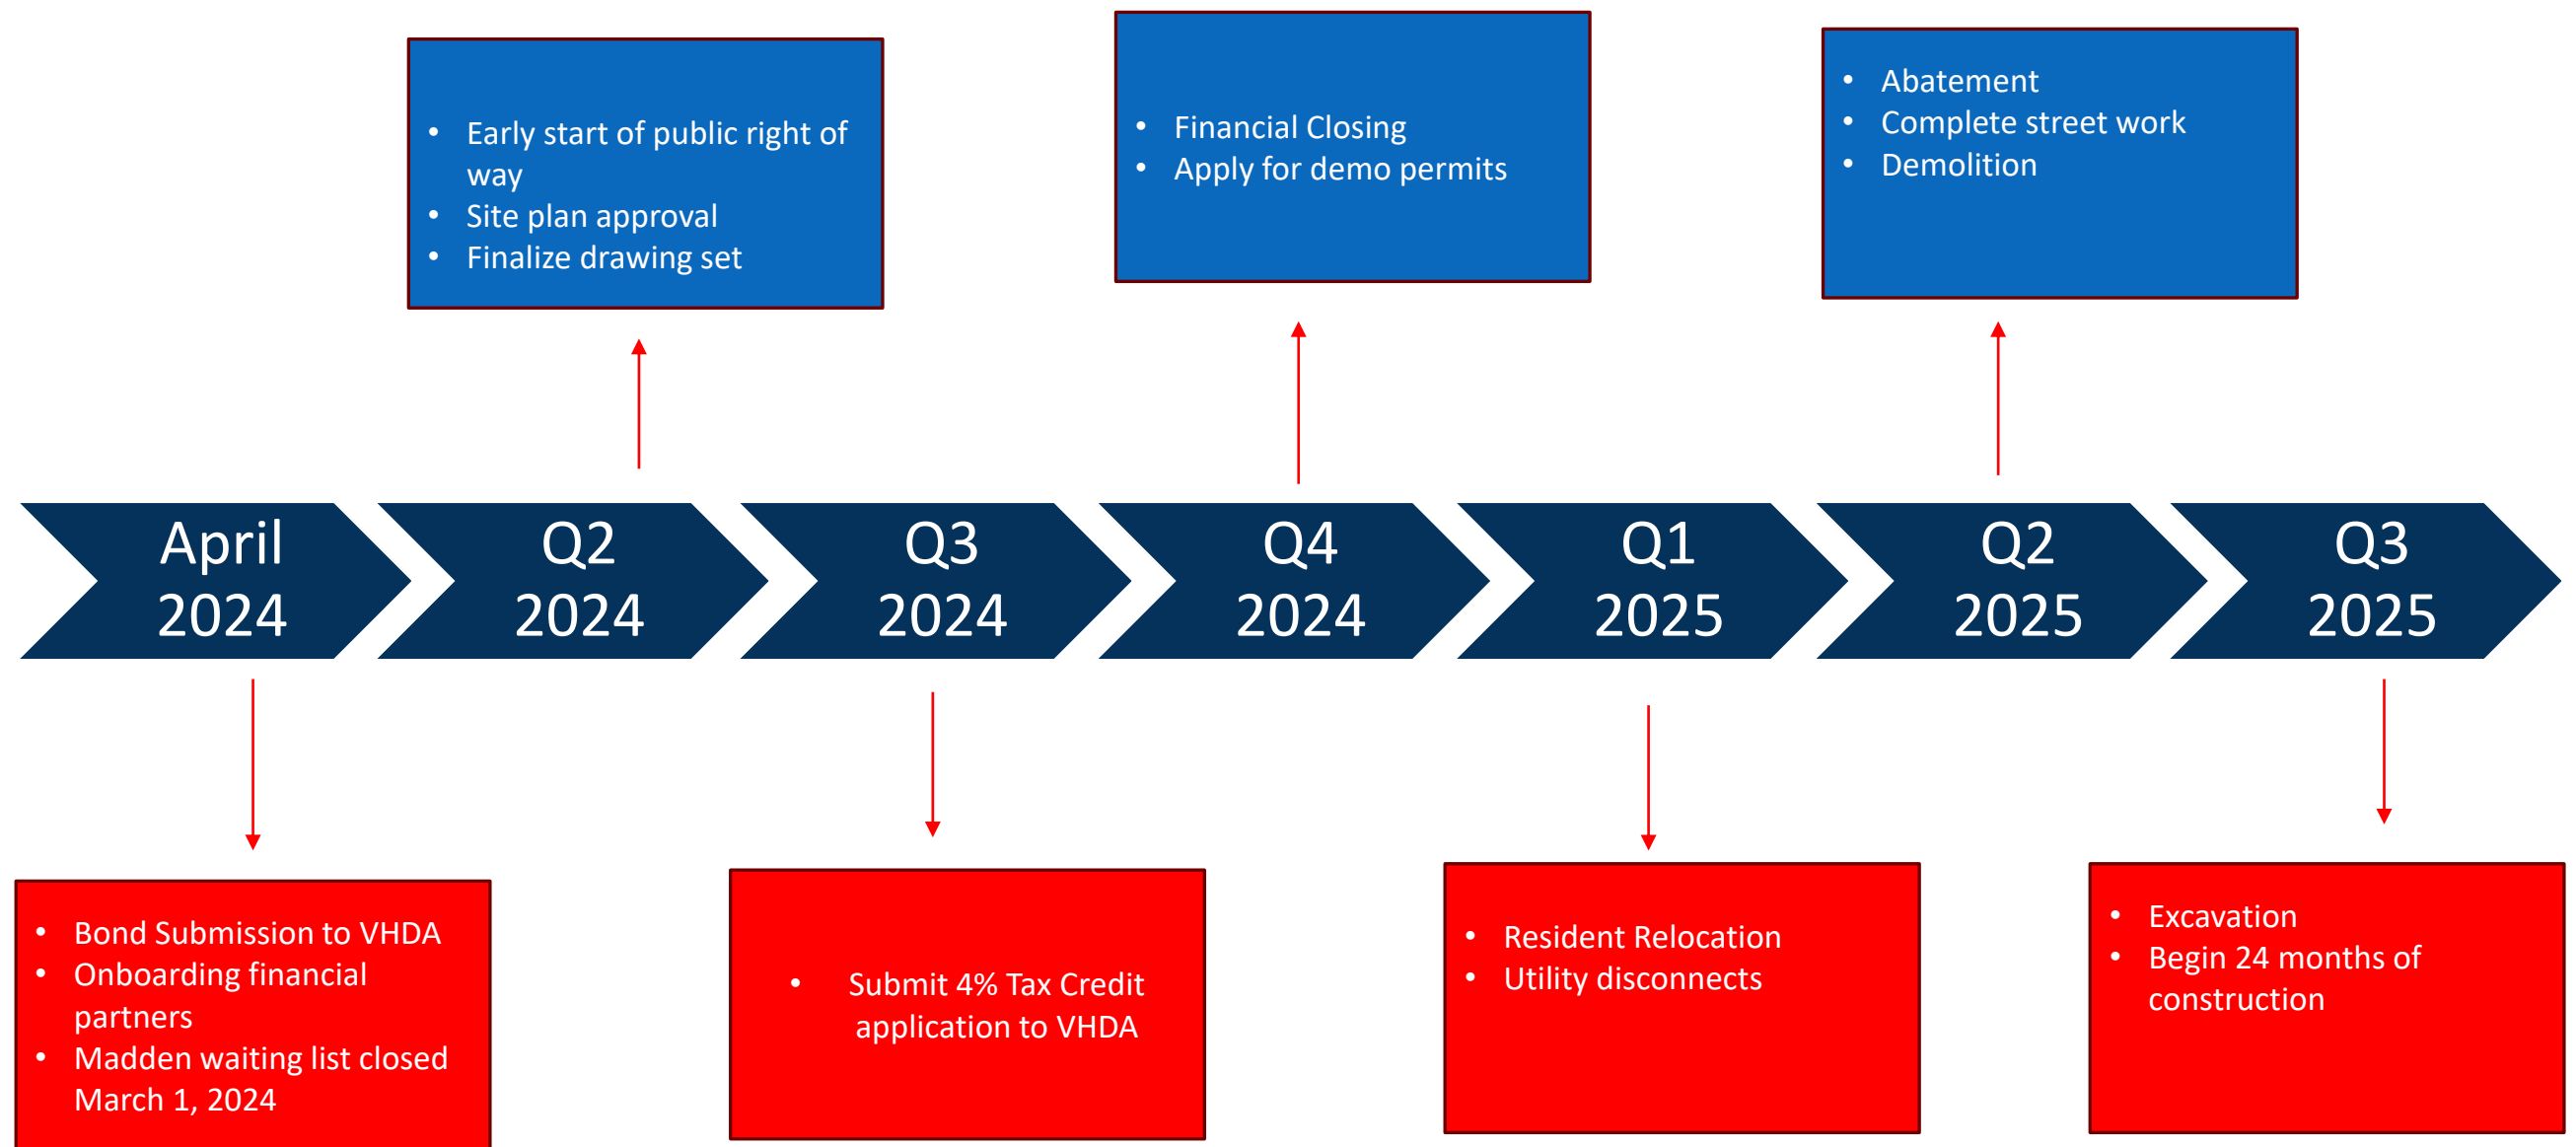 • Early start of public right of
way
• Site plan approval
• Finalize drawing set
• Financial Closing
• Apply for demo permits
• Abatement
• Complete street work
• Demolition
April
2024
Q2
2024
Q3
2024
Q4
2024
Q1
2025
Q2
2025
Q3
2025
• Bond Submission to VHDA
• Onboarding financial
partners
• Madden waiting list closed
March 1, 2024
• Submit 4% Tax Credit
application to VHDA
• Resident Relocation
• Utility disconnects
• Excavation
• Begin 24 months of
construction